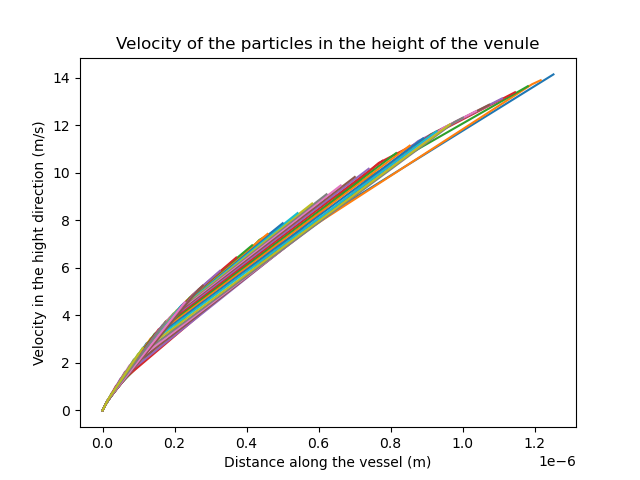 Velocity of the particles in the height of the venule
Velocity in the hight direction (m/s)
14
12
10
8
6
4
2
0
0.0 0.2 0.4 0.6 0.8 1.0 1.2
1e−6
Distance along the vessel (m)